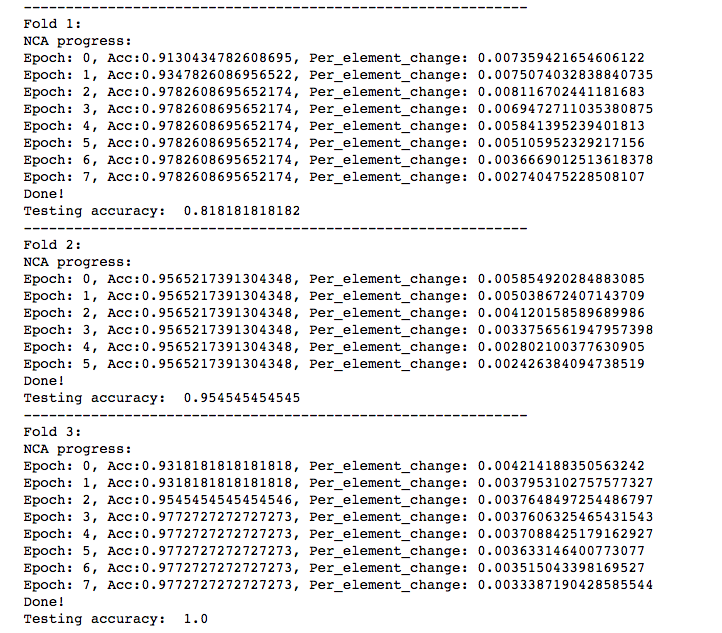 ------------------------------------------------------------
Fold 1:
NCA progress:
Epoch: 0, Acc:0.9130434782608695, Per_element_change: 0.007359421654606122
Epoch: 1, Acc:0.9347826086956522, Per_element_change: 0.0075074032838840735
Epoch: 2, Acc:0.9782608695652174, Per_element_change: 0.008116702441181683
Epoch: 3, Acc:0.9782608695652174, Per_element_change: 0.0069472711035380875
Epoch: 4, Acc:0.9782608695652174, Per_element_change: 0.005841395239401813
Epoch: 5, Acc:0.9782608695652174, Per_element_change: 0.005105952329217156
Epoch: 6, Acc:0.9782608695652174, Per_element_change: 0.0036669012513618378
Epoch: 7, Acc:0.9782608695652174, Per_element_change: 0.002740475228508107
Done!
Testing accuracy:  0.818181818182
------------------------------------------------------------
Fold 2:
NCA progress:
Epoch: 0, Acc:0.9565217391304348, Per_element_change: 0.005854920284883085
Epoch: 1, Acc:0.9565217391304348, Per_element_change: 0.005038672407143709
Epoch: 2, Acc:0.9565217391304348, Per_element_change: 0.004120158589689986
Epoch: 3, Acc:0.9565217391304348, Per_element_change: 0.0033756561947957398
Epoch: 4, Acc:0.9565217391304348, Per_element_change: 0.002802100377630905
Epoch: 5, Acc:0.9565217391304348, Per_element_change: 0.002426384094738519
Done!
Testing accuracy:  0.954545454545
------------------------------------------------------------
Fold 3:
NCA progress:
Epoch: 0, Acc:0.9318181818181818, Per_element_change: 0.004214188350563242
Epoch: 1, Acc:0.9318181818181818, Per_element_change: 0.0037953102757577327
Epoch: 2, Acc:0.9545454545454546, Per_element_change: 0.0037648497254486797
Epoch: 3, Acc:0.9772727272727273, Per_element_change: 0.0037606325465431543
Epoch: 4, Acc:0.9772727272727273, Per_element_change: 0.0037088425179162927
Epoch: 5, Acc:0.9772727272727273, Per_element_change: 0.003633146400773077
Epoch: 6, Acc:0.9772727272727273, Per_element_change: 0.003515043398169527
Epoch: 7, Acc:0.9772727272727273, Per_element_change: 0.0033387190428585544
Done!
Testing accuracy:  1.0